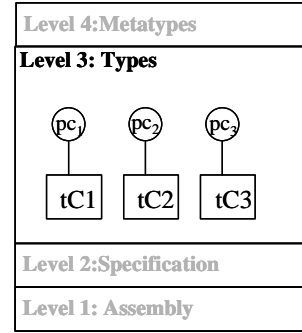 Level 4:Metatypes
Level 3: Types
pc1 pc2 pc3
tC1 tC2 tC3
Level 2:Specification
Level 1: Assembly